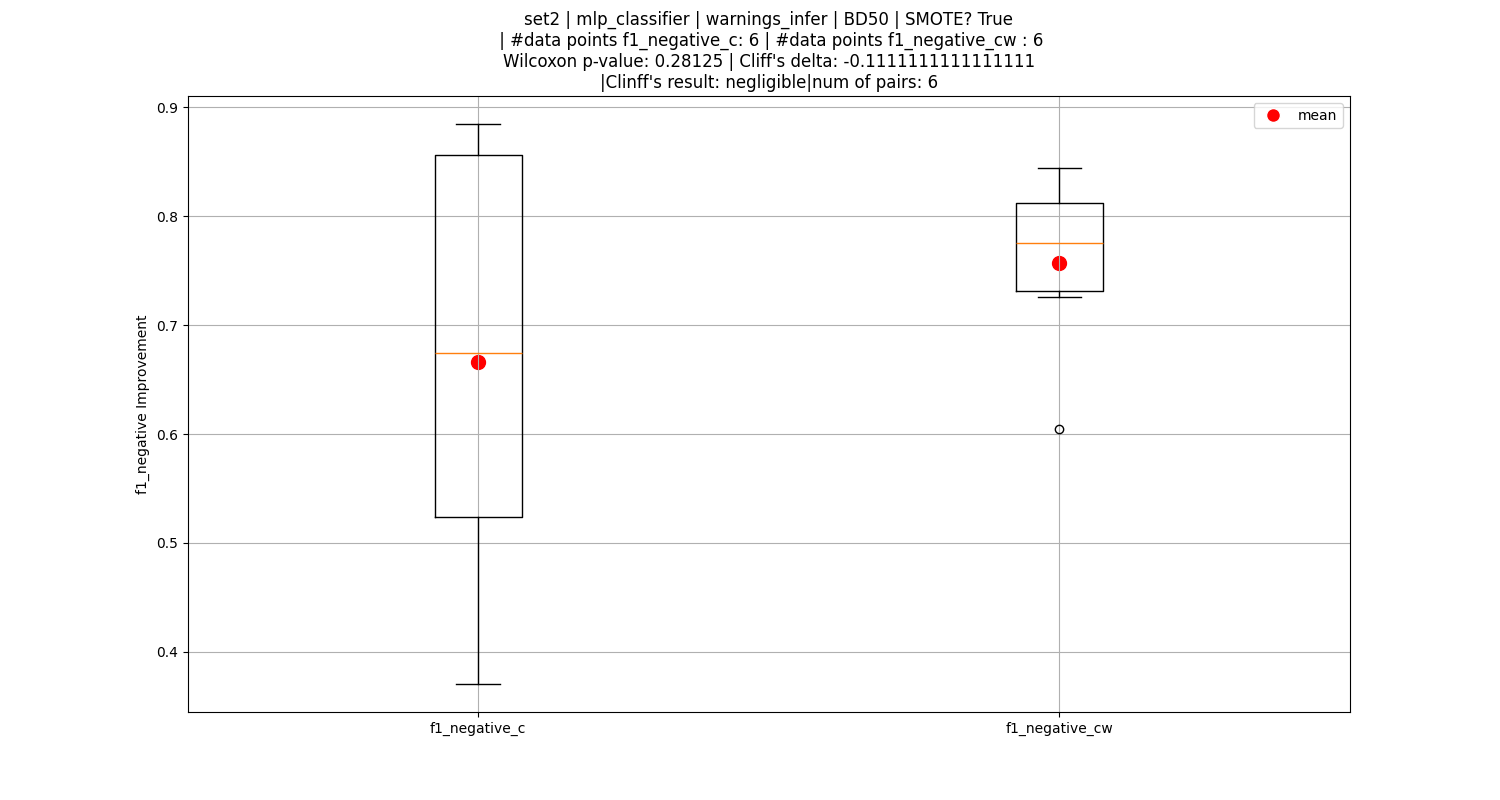 set2 | mlp_classifier | warnings_infer | BD50 | SMOTE? True
| #data points f1_negative_c: 6 | #data points f1_negative_cw : 6
Wilcoxon p-value: 0.28125 | Cliff's delta: -0.1111111111111111
|Clinff's result: negligible|num of pairs: 6
mean
0.9
0.8
0.7
0.6
0.5
0.4
f1_negative Improvement
f1_negative_c
f1_negative_cw